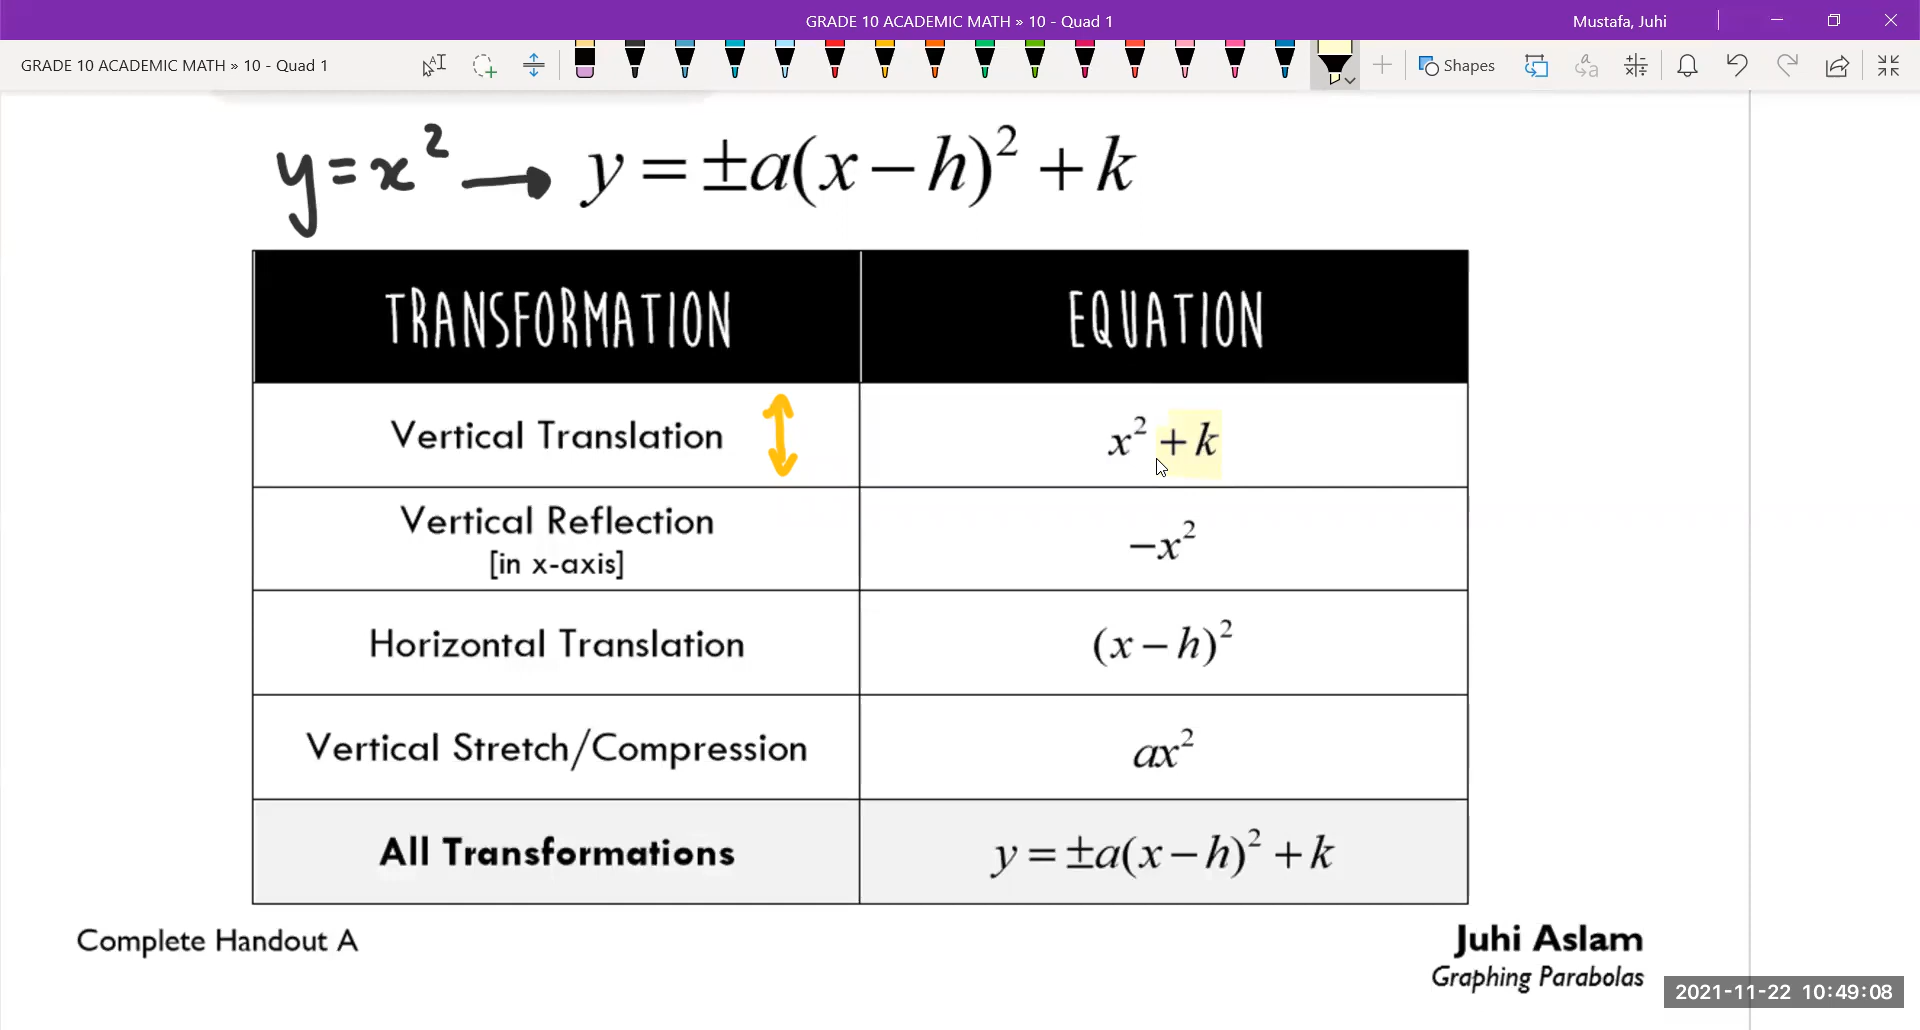 GRADE 10 ACADEMIC MATH » 10 - Quad 1
Mustafa, Juhi
GRADE 10 ACADEMIC MATH » 10 - Quad 1
Shapes
y=x² → y = ±a(x − h)² + k
TRANSFORMATION EQUATION
Vertical Translation x² + k
Vertical Reflection
[in x-axis]
−x²
Horizontal Translation (x − h)²
Vertical Stretch/Compression ax²
All Transformations y = ±a(x − h)² + k
Complete Handout A
Juhi Aslam
Graphing Parabolas
2021-11-22 10:49:08